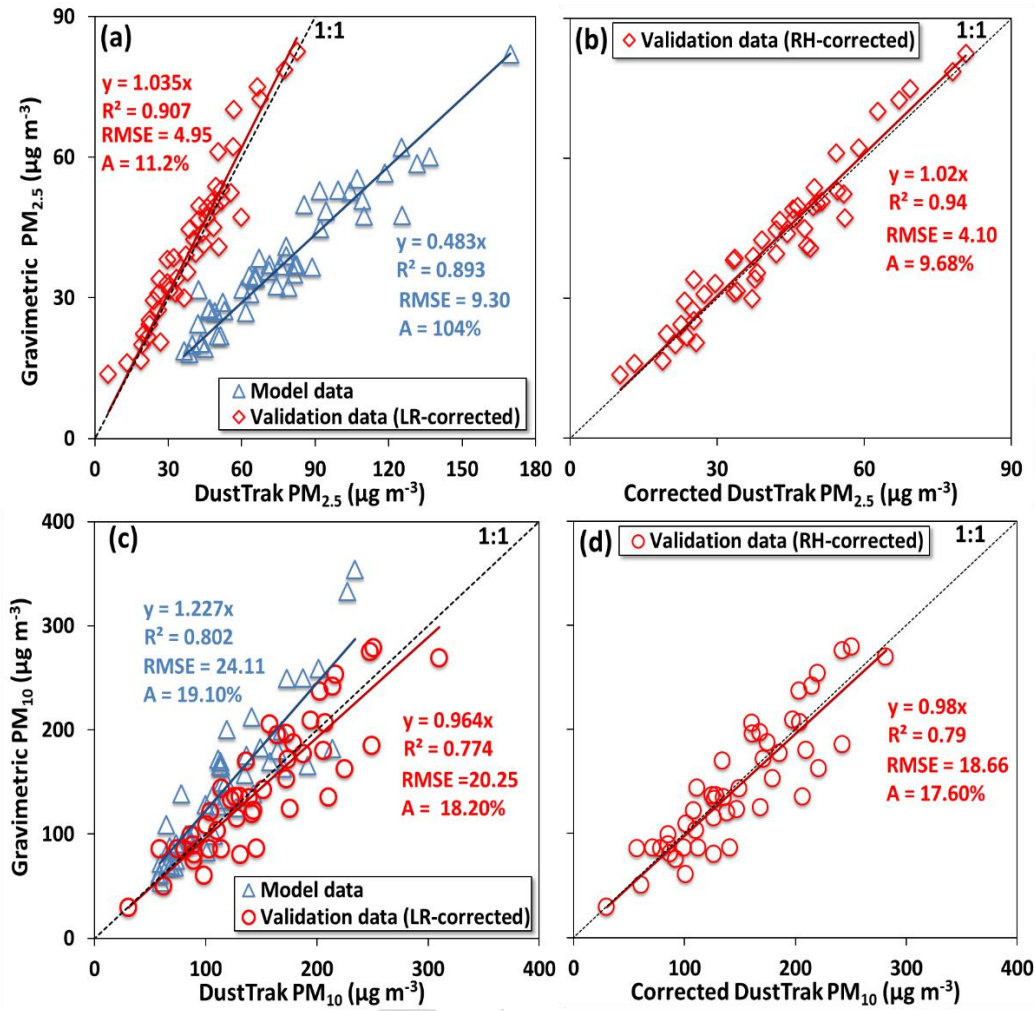 (a)
1:1
y = 1.035x
R² = 0.907
RMSE = 4.95
A = 11.2%
y = 0.483x
R² = 0.893
RMSE = 9.30
A = 104%
Model data
Validation data (LR-corrected)
90
60
30
0
0 30 60 90 120 150 180
Gravimetric PM2.5 (µg m-3)
DustTrak PM2.5 (µg m-3)
(b)
Validation data (RH-corrected)
1:1
y = 1.02x
R² = 0.94
RMSE = 4.10
A = 9.68%
0 30 60 90
Corrected DustTrak PM2.5 (µg m-3)
(c)
1:1
y = 1.227x
R² = 0.802
RMSE = 24.11
A = 19.10%
y = 0.964x
R² = 0.774
RMSE =20.25
A = 18.20%
Model data
Validation data (LR-corrected)
400
300
200
100
0
0 100 200 300 400
Gravimetric PM10 (µg m-3)
DustTrak PM10 (µg m-3)
(d)
Validation data (RH-corrected)
1:1
y = 0.98x
R² = 0.79
RMSE = 18.66
A = 17.60%
0 100 200 300 400
Corrected DustTrak PM10 (µg m-3)